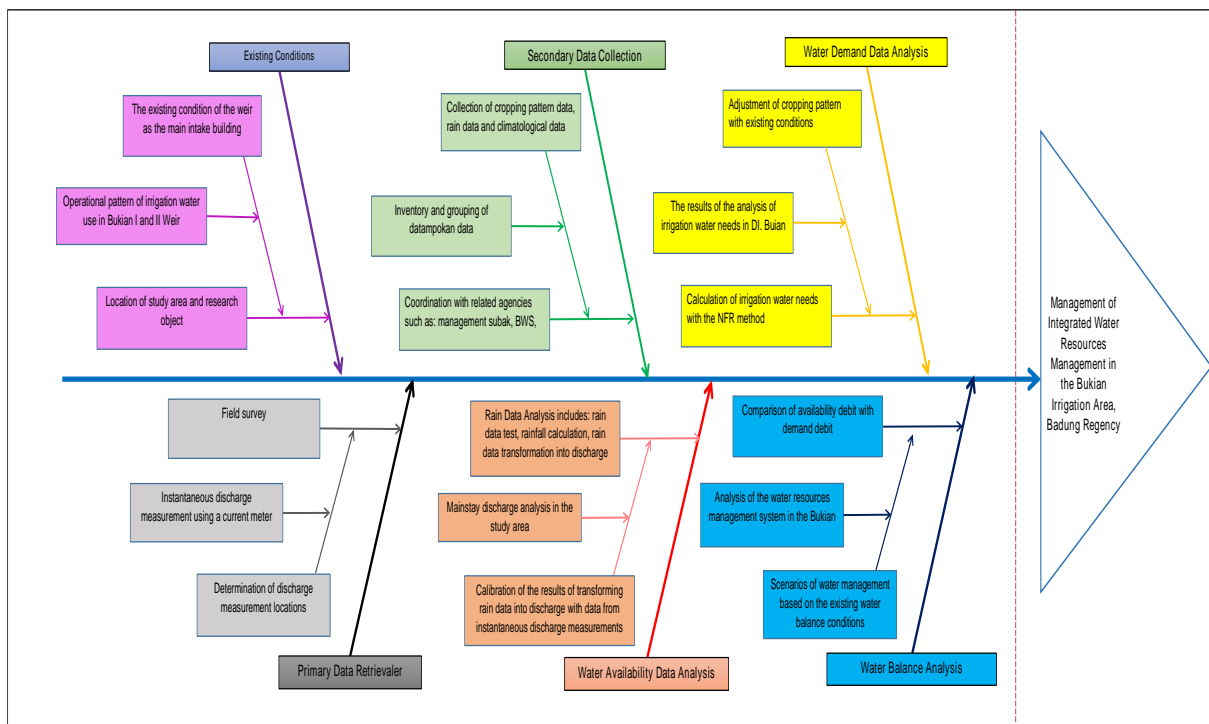 Existing Conditions
Secondary Data Collection
Water Demand Data Analysis
The existing condition of the weir
as the main intake building
Operational pattern of irrigation water
use in Bukian I and II Weir
Location of study area and research
object
Collection of cropping pattern data,
rain data and climatological data
Inventory and grouping of
datampokan data
Coordination with related agencies
such as: management subak, BWS,
Adjustment of cropping pattern
with existing conditions
The results of the analysis of
irrigation water needs in DI. Buian
Calculation of irrigation water needs
with the NFR method
Management of
Integrated Water
Resources
Management in
the Bukian
Irrigation Area,
Badung Regency
Field survey
Instantaneous discharge
measurement using a current meter
Determination of discharge
measurement locations
Rain Data Analysis includes: rain
data test, rainfall calculation, rain
data transformation into discharge
Mainstay discharge analysis in the
study area
Calibration of the results of transforming
rain data into discharge with data from
instantaneous discharge measurements
Comparison of availability debit with
demand debit
Analysis of the water resources
management system in the Bukian
Scenarios of water management
based on the existing water
balance conditions
Primary Data Retrievaler
Water Availability Data Analysis
Water Balance Analysis